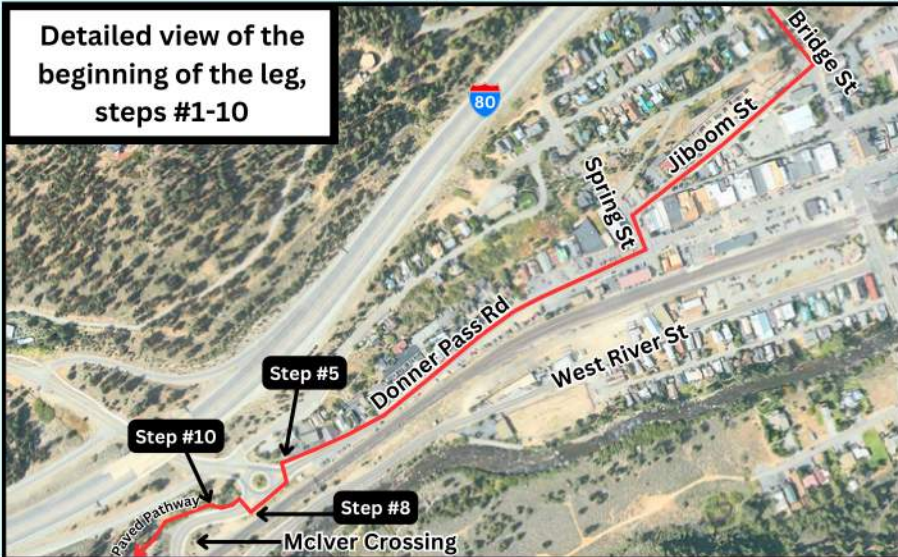 Detailed view of the
beginning of the leg,
steps #1-10
80
Bridge St
Jiboom St
Spring St
Donner Pass Rd
West River St
Step #5
Step #10
Step #8
Paved Pathway
McIver Crossing